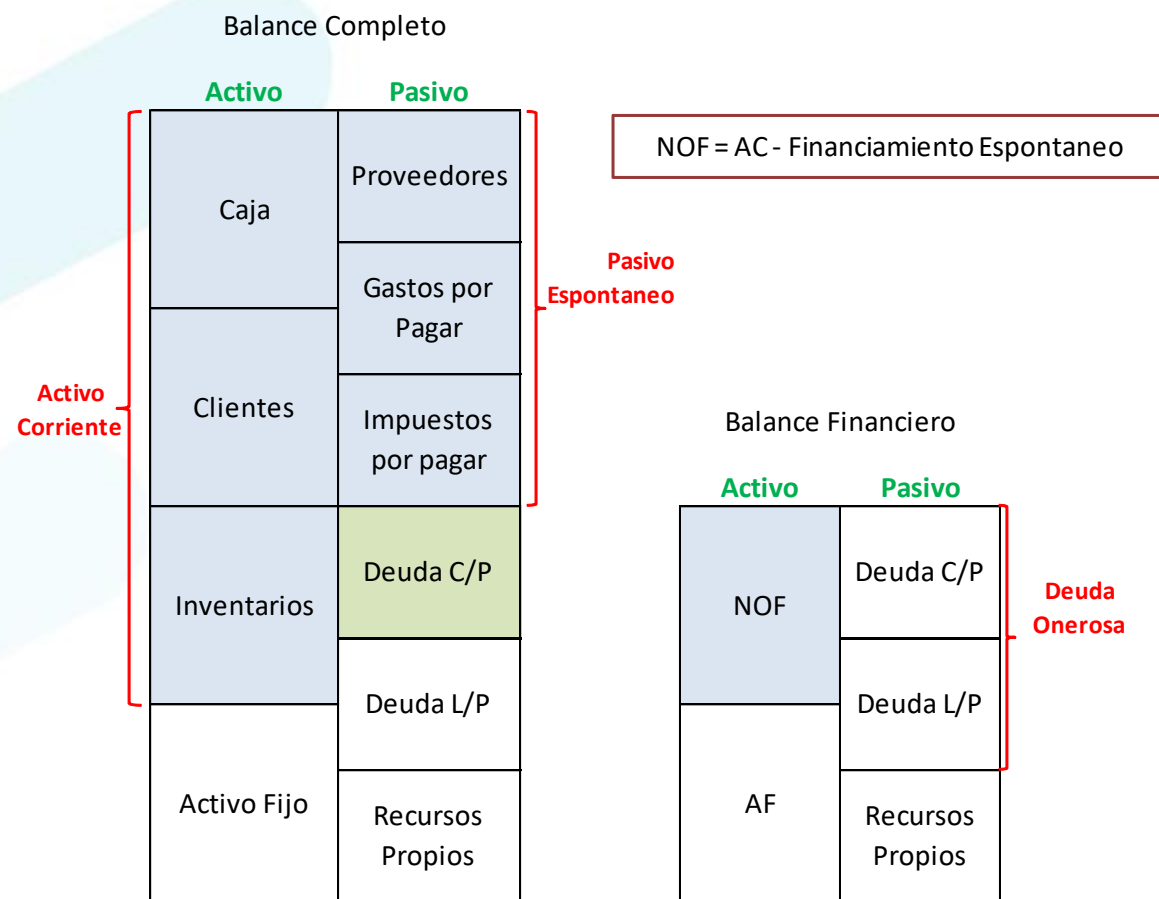 Balance Completo
Activo
Pasivo
Caja
Clientes
Inventarios
Activo Fijo
Proveedores
Gastos por
Pagar
Impuestos
por pagar
Deuda C/P
Deuda L/P
Recursos
Propios
Activo
Corriente
Pasivo
Espontaneo
NOF = AC - Financiamiento Espontaneo
Balance Financiero
Activo
Pasivo
NOF
AF
Deuda C/P
Deuda L/P
Recursos
Propios
Deuda
Onerosa